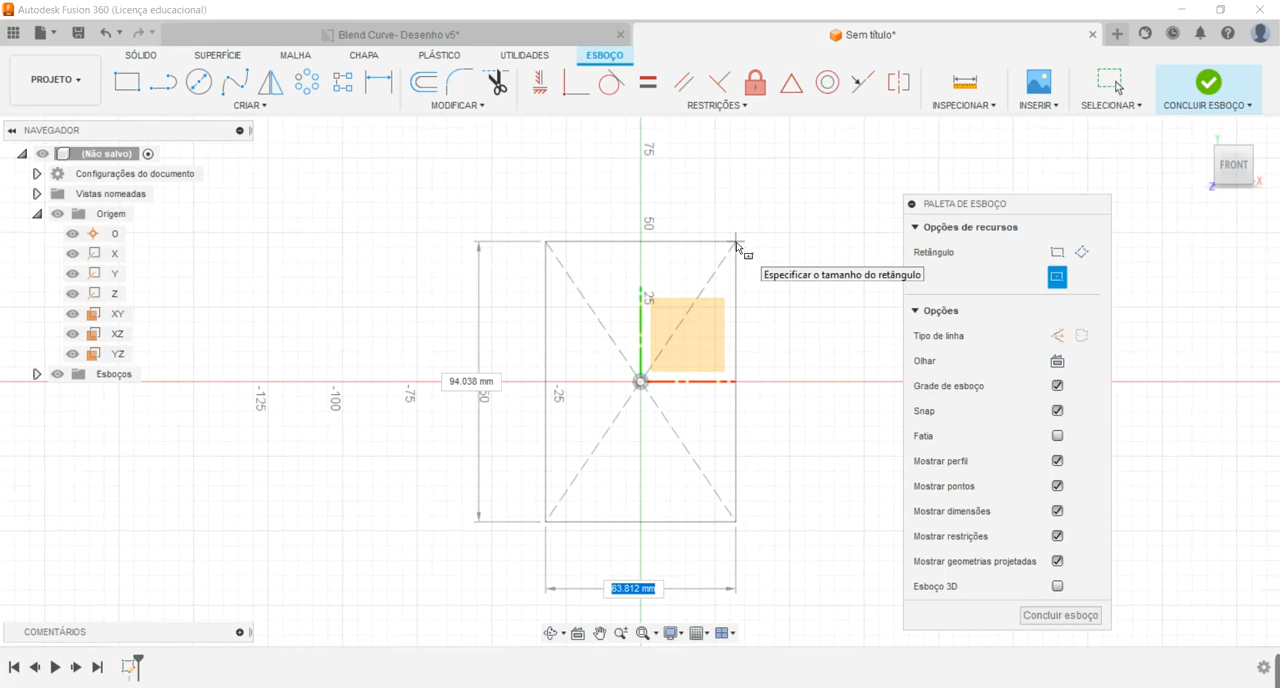 Autodesk Fusion 360 (Licença educacional)
Blend Curve- Desenho v5*
Sem título*
PROJETO
SÓLIDO
SUPERFÍCIE
MALHA
CHAPA
PLÁSTICO
UTILIDADES
ESBOÇO
CRIAR
MODIFICAR
RESTRIÇÕES
INSPECIONAR
INSERIR
SELECIONAR
CONCLUIR ESBOÇO
NAVEGADOR
(Não salvo)
Configurações do documento
Vistas nomeadas
Origem
O
X
Y
Z
XY
XZ
YZ
Esboços
75
50
25
-125
-100
-75
50
-25
94.038 mm
63.812 mm
Especificar o tamanho do retângulo
Y
FRONT
Z
X
PALETA DE ESBOÇO
Opções de recursos
Retângulo
Opções
Tipo de linha
Olhar
Grade de esboço
Snap
Fatia
Mostrar perfil
Mostrar pontos
Mostrar dimensões
Mostrar restrições
Mostrar geometrias projetadas
Esboço 3D
Concluir esboço
COMENTÁRIOS